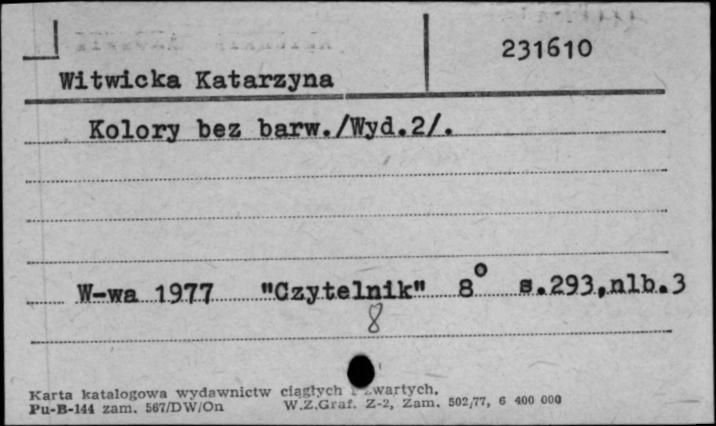 231610
Witwicka Katarzyna
Kolory bez barw./Wyd.2/.
W-wa 1977 "Czytelnik" 8° s.293,nlb.3
8
Karta katalogowa wydawnictw ciągłych i zwartych.
Pu-B-144 zam. 567/DW/On W.Z.Graf. Z-2, Zam. 502/77, 6 400 000